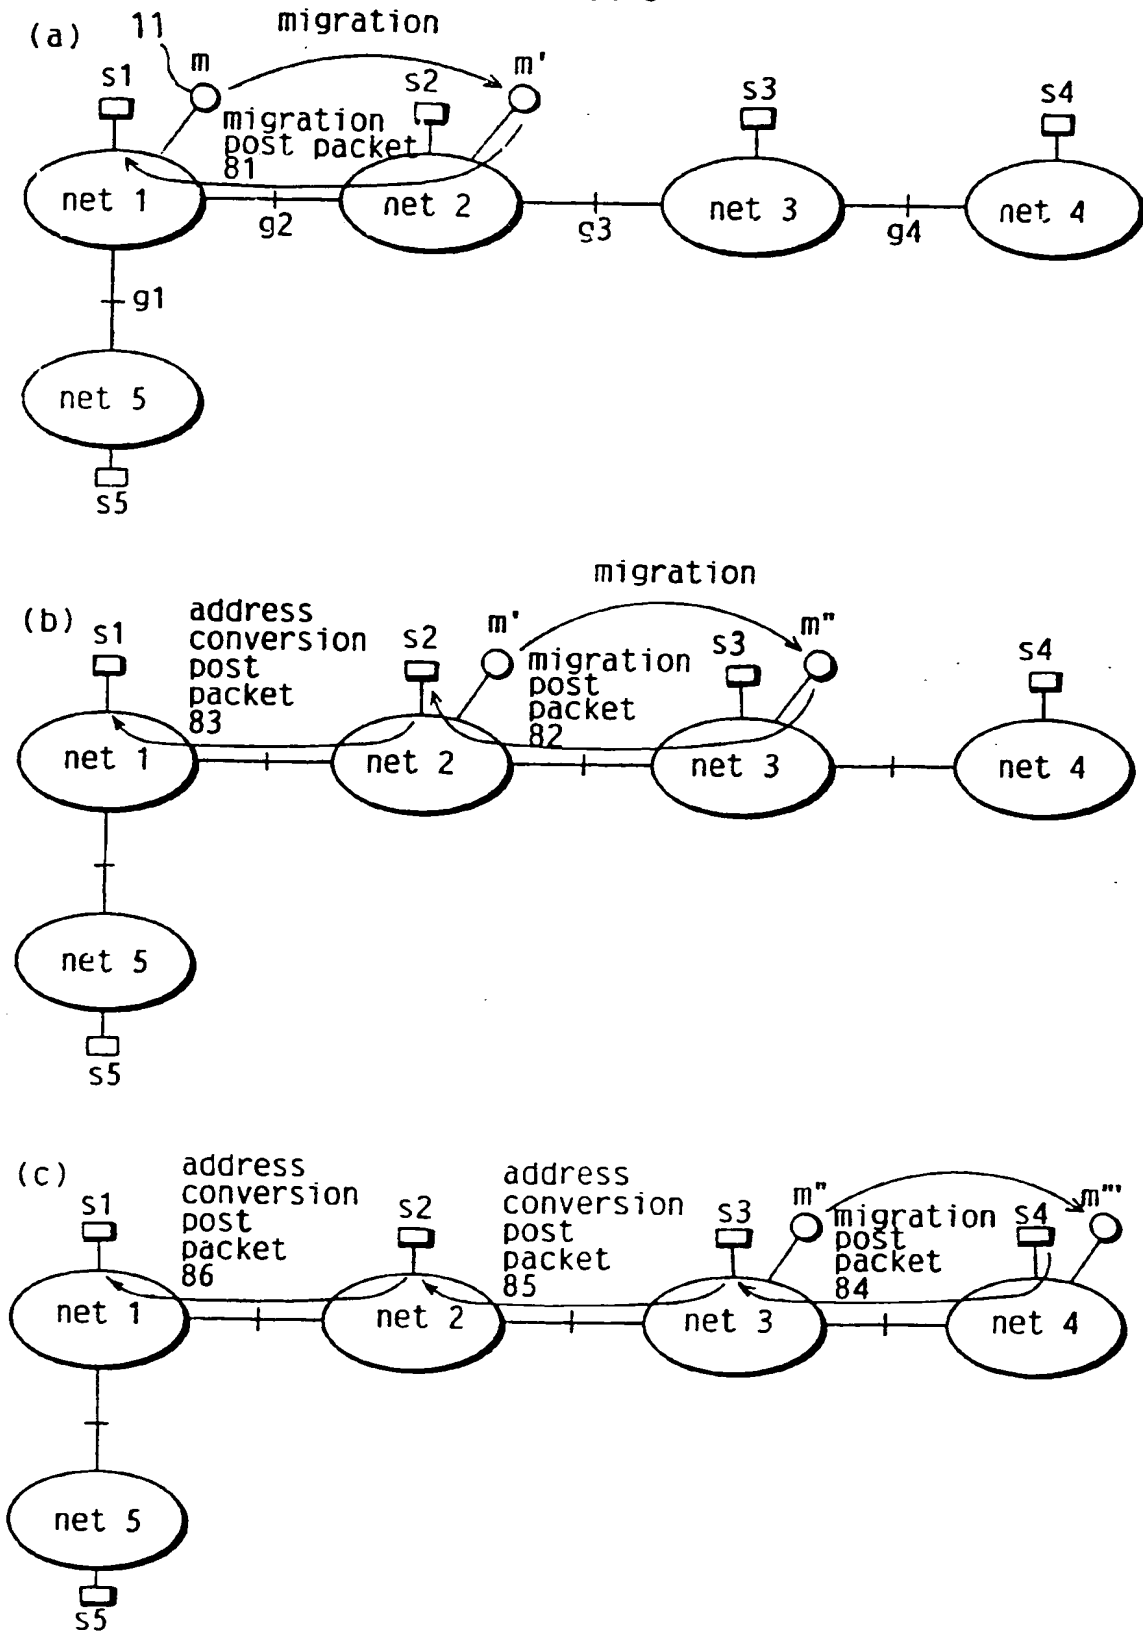 (a)
11
migration
s1
m
s2
m'
s3
s4
migration
post packet
81
net 1
net 2
net 3
net 4
g2
g3
g4
g1
net 5
s5
migration
(b)
s1
address
conversion
post
packet
83
s2
m'
migration
post
packet
82
s3
m"
s4
net 1
net 2
net 3
net 4
net 5
s5
(c)
s1
address
conversion
post
packet
86
s2
address
conversion
post
packet
85
s3
m"
migration
post
packet
84
s4
m"'
net 1
net 2
net 3
net 4
net 5
s5